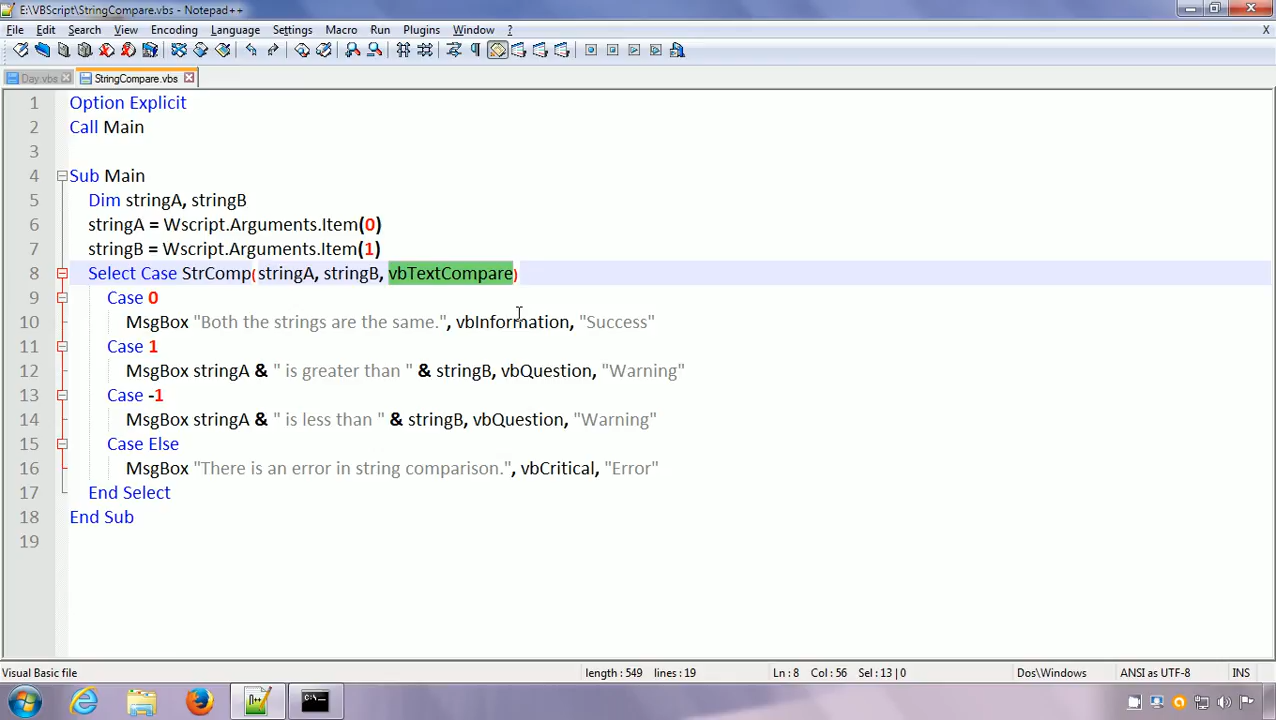 E:\VBScript\StringCompare.vbs - Notepad++
File Edit Search View Encoding Language Settings Macro Run Plugins Window ? X
Day.vbs StringCompare.vbs
1 Option Explicit
2 Call Main
3
4 Sub Main
5 Dim stringA, stringB
6 stringA = Wscript.Arguments.Item(0)
7 stringB = Wscript.Arguments.Item(1)
8 Select Case StrComp(stringA, stringB, vbTextCompare)
9 Case 0
10 MsgBox "Both the strings are the same.", vbInformation, "Success"
11 Case 1
12 MsgBox stringA & " is greater than " & stringB, vbQuestion, "Warning"
13 Case -1
14 MsgBox stringA & " is less than " & stringB, vbQuestion, "Warning"
15 Case Else
16 MsgBox "There is an error in string comparison.", vbCritical, "Error"
17 End Select
18 End Sub
19
Visual Basic file length : 549 lines : 19 Ln : 8 Col : 56 Sel : 13 | 0 Dos\Windows ANSI as UTF-8 INS